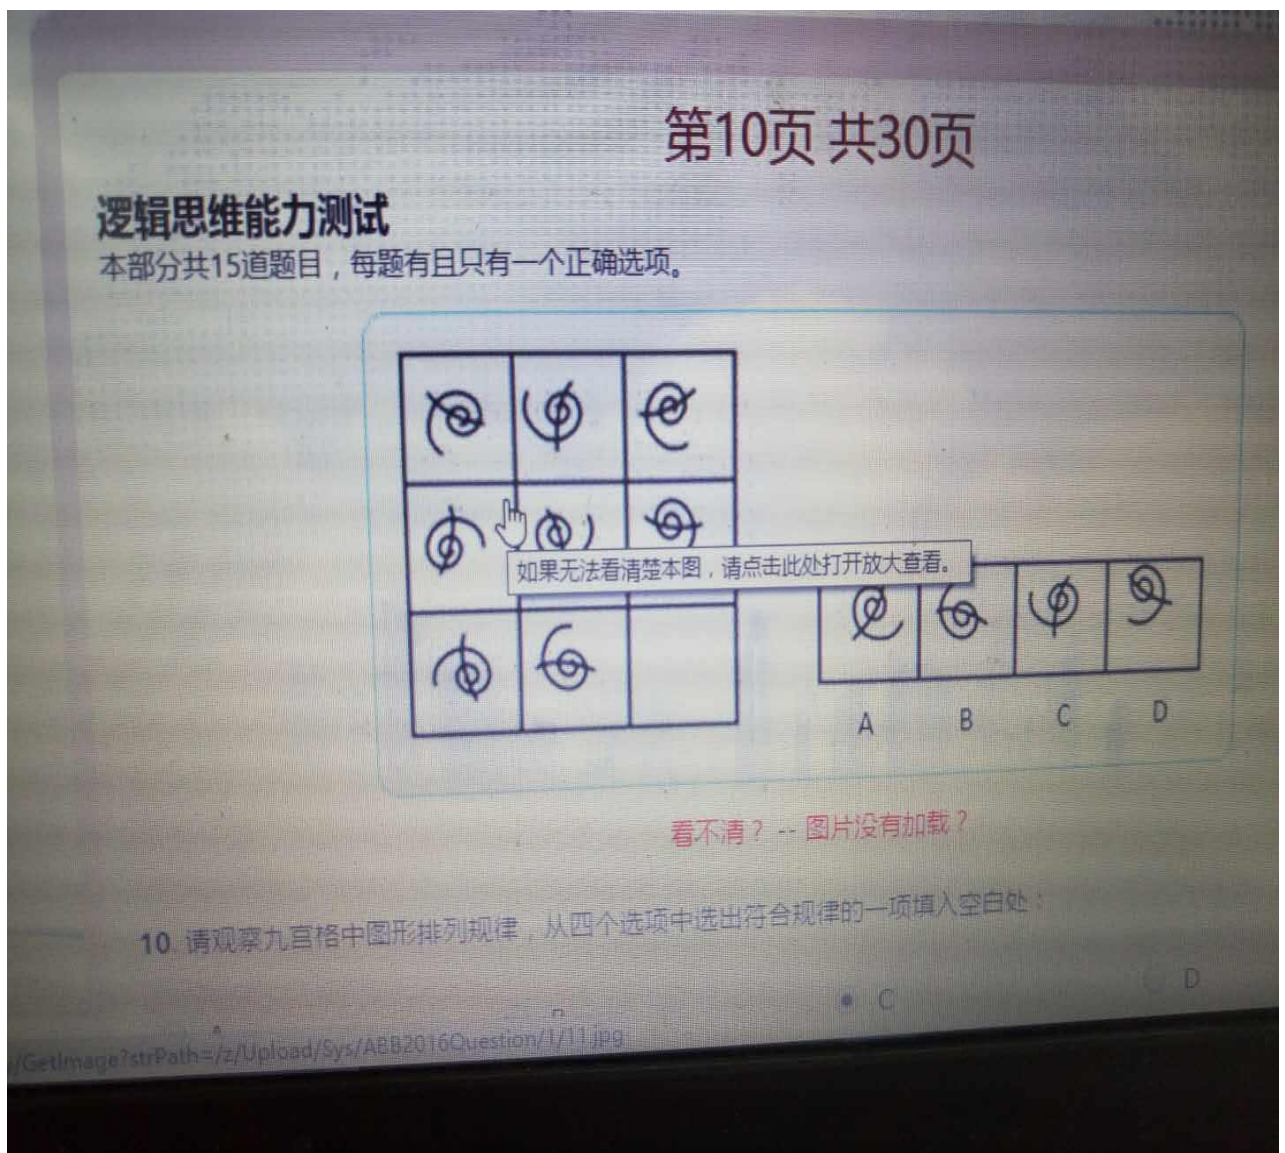 第10页 共30页
逻辑思维能力测试
本部分共15道题目，每题有且只有一个正确选项。
如果无法看清楚本图，请点击此处打开放大查看。
A B C D
看不清？ -- 图片没有加载？
10. 请观察九宫格中图形排列规律，从四个选项中选出符合规律的一项填入空白处：
C D
/GetImage?strPath=/z/Upload/Sys/ABB2016Question/1/11.jpg